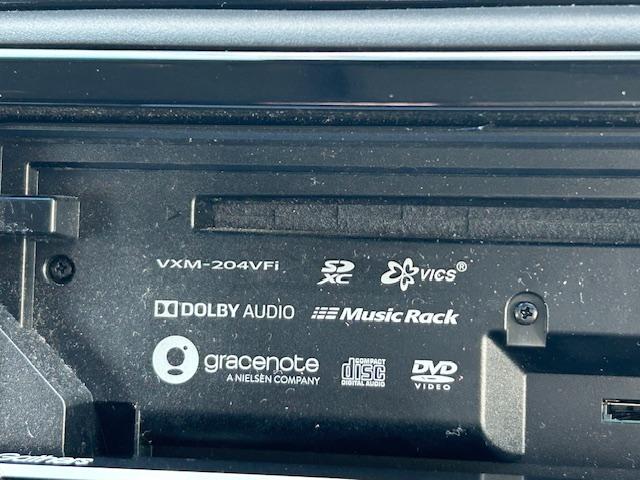 VXM-204VFi
SD XC
VICS®
DOLBY AUDIO
Music Rack
gracenote
A NIELSEN COMPANY
COMPACT
disc
DIGITAL AUDIO
DVD
VIDEO